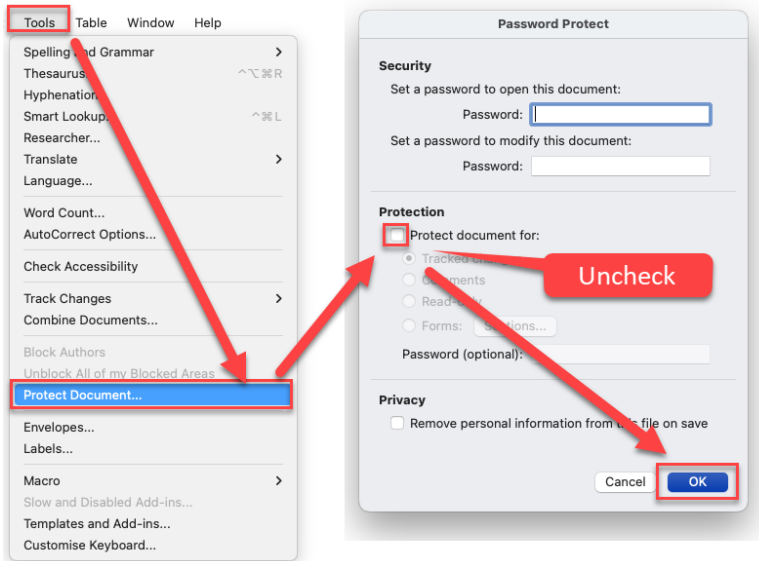 Tools Table Window Help
Spelling and Grammar >
Thesaurus... ^⌥⌘R
Hyphenation...
Smart Lookup... ^⌘L
Researcher...
Translate >
Language...
Word Count...
AutoCorrect Options...
Check Accessibility
Track Changes >
Combine Documents...
Block Authors
Unblock All of my Blocked Areas
Protect Document...
Envelopes...
Labels...
Macro >
Slow and Disabled Add-ins...
Templates and Add-ins...
Customise Keyboard...
Password Protect
Security
Set a password to open this document:
Password:
Set a password to modify this document:
Password:
Protection
Protect document for:
Tracked changes
Uncheck
Comments
Read-only
Forms: Sections...
Password (optional):
Privacy
Remove personal information from this file on save
Cancel OK